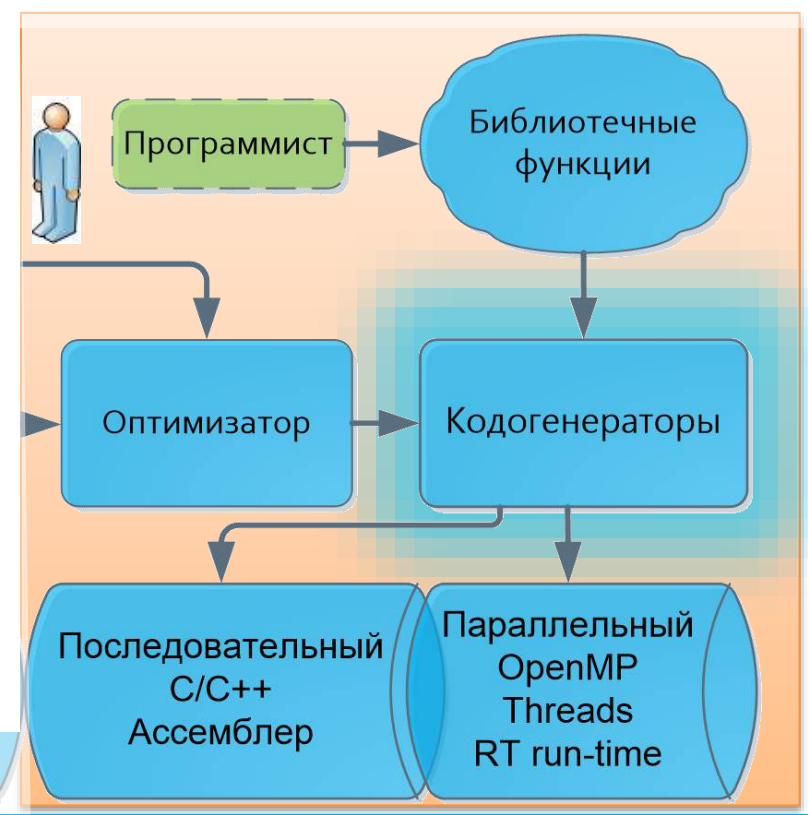 Программист
Библиотечные
функции
Оптимизатор
Кодогенераторы
Последовательный
C/C++
Ассемблер
Параллельный
OpenMP
Threads
RT run-time